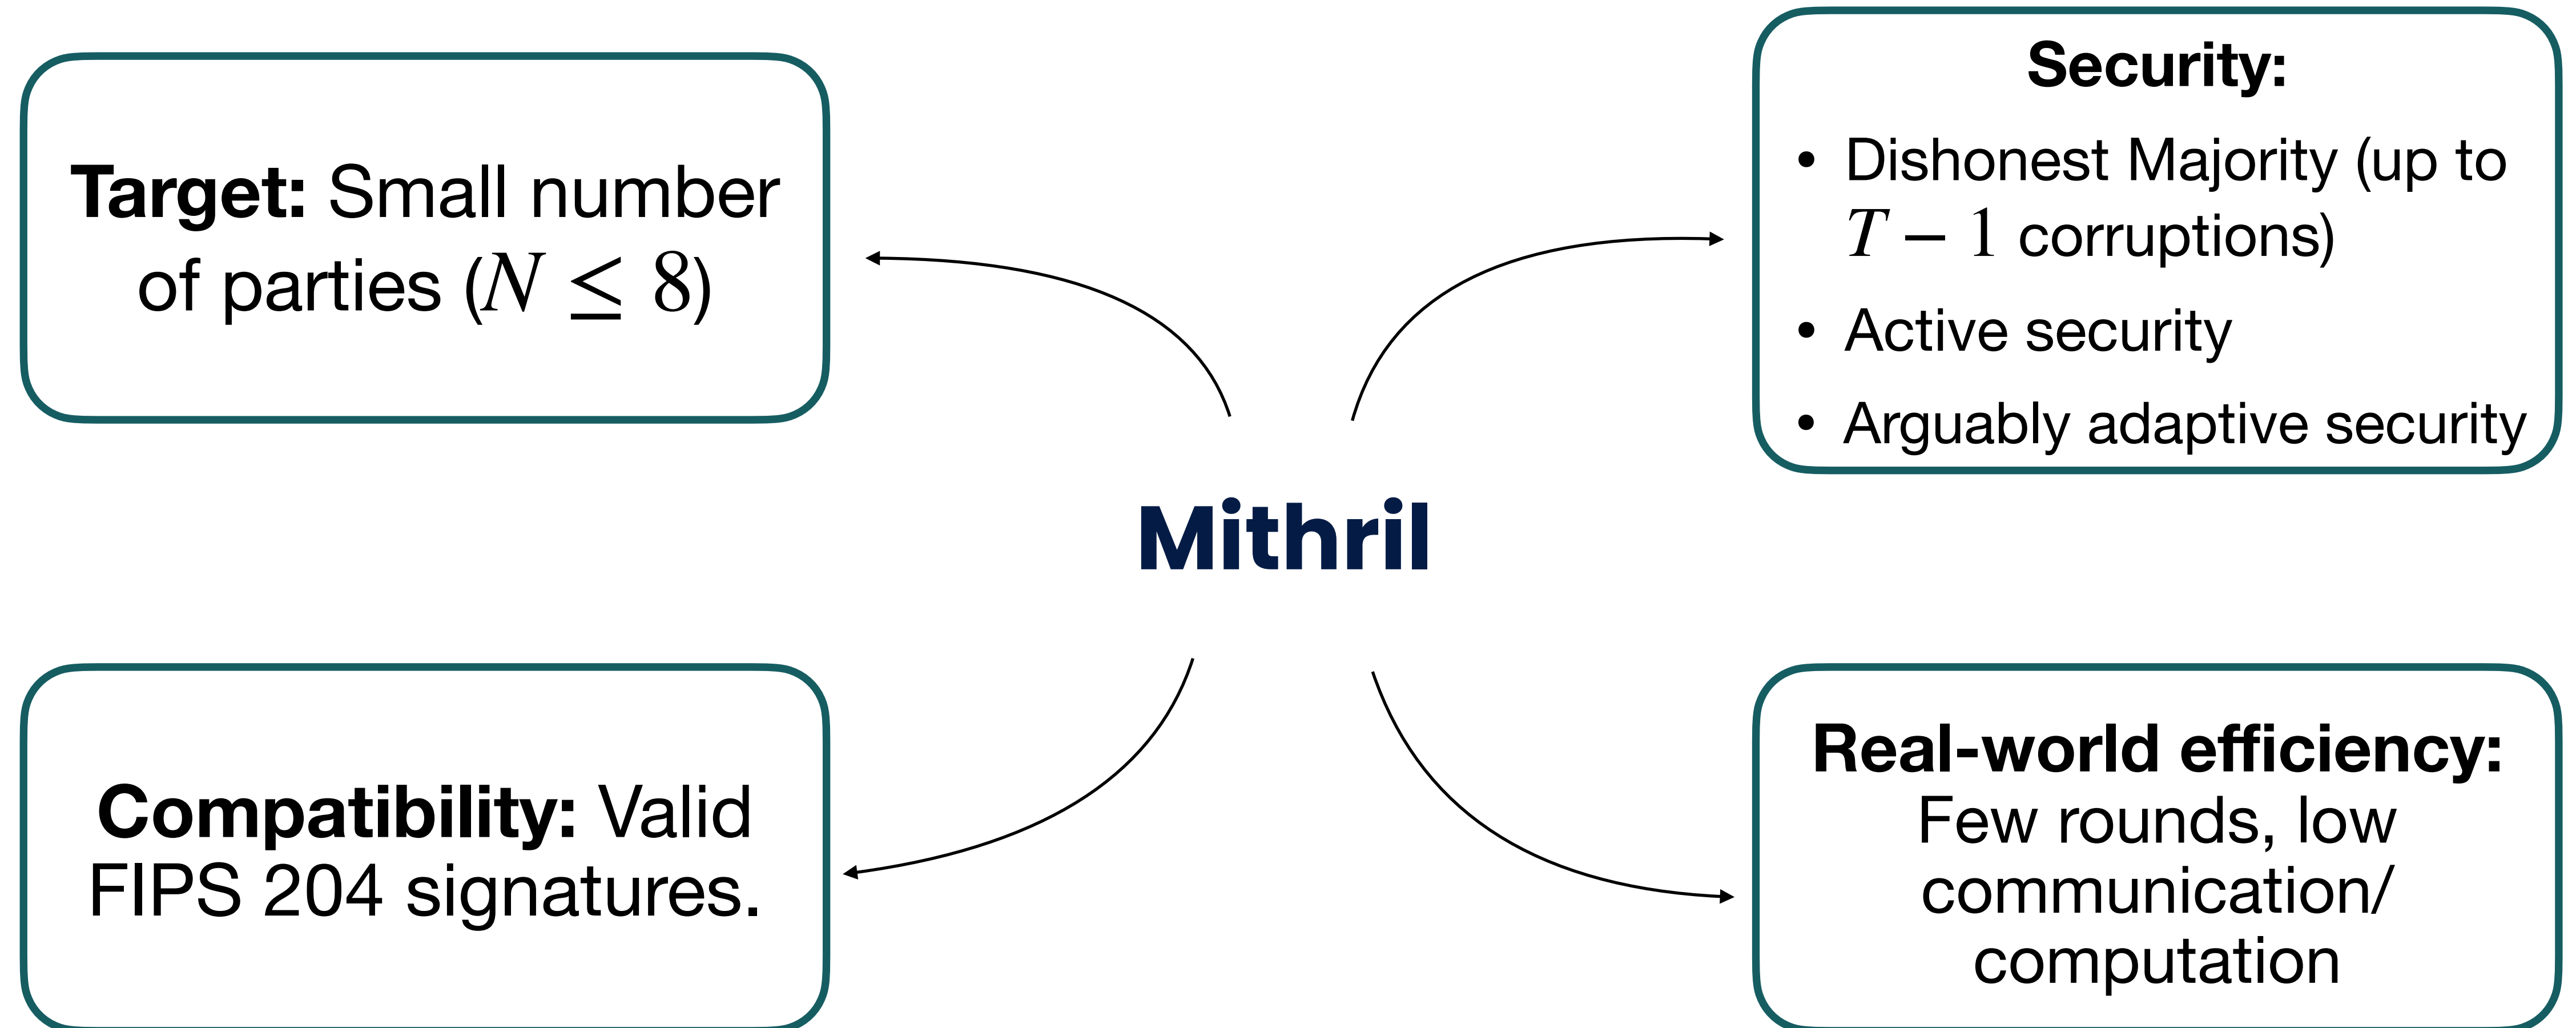 Target: Small number
of parties (N ≤ 8)
Security:
• Dishonest Majority (up to
T − 1 corruptions)
• Active security
• Arguably adaptive security
Mithril
Compatibility: Valid
FIPS 204 signatures.
Real-world efficiency:
Few rounds, low
communication/
computation